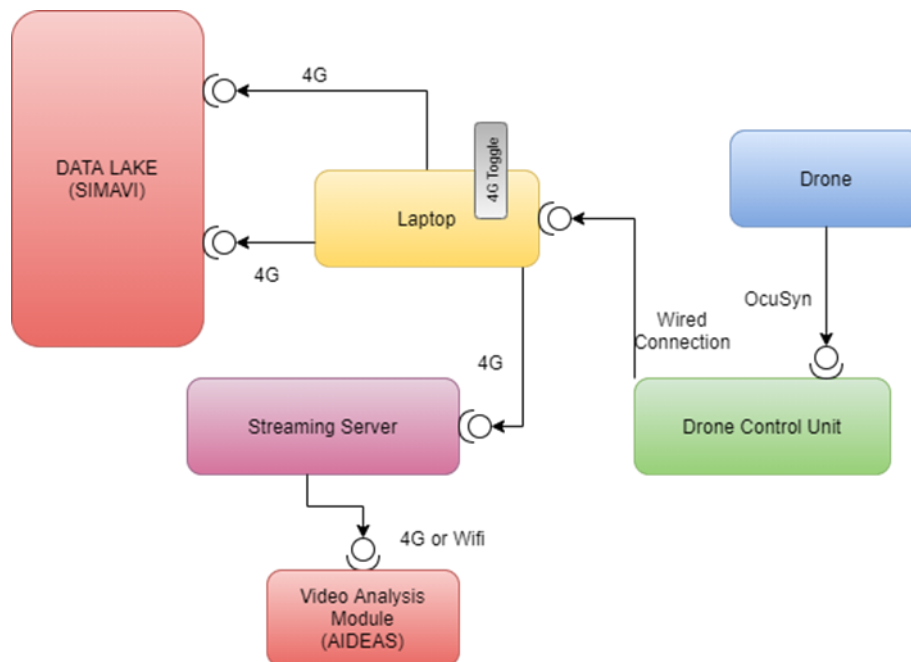 4G
DATA LAKE
(SIMAVI)
4G
4G Toggle
Laptop
Drone
OcuSyn
Wired
Connection
4G
Streaming Server
Drone Control Unit
4G or Wifi
Video Analysis
Module
(AIDEAS)